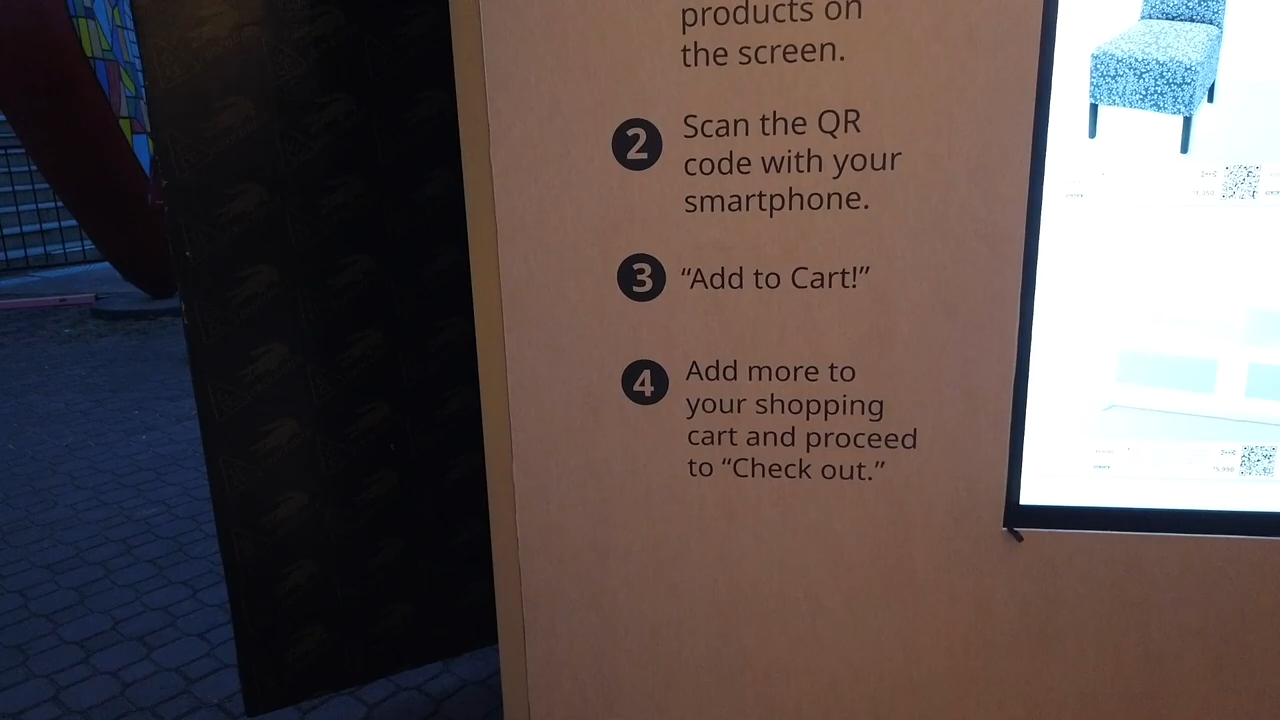 products on
the screen.
2 Scan the QR
code with your
smartphone.
3 “Add to Cart!”
4 Add more to
your shopping
cart and proceed
to “Check out.”